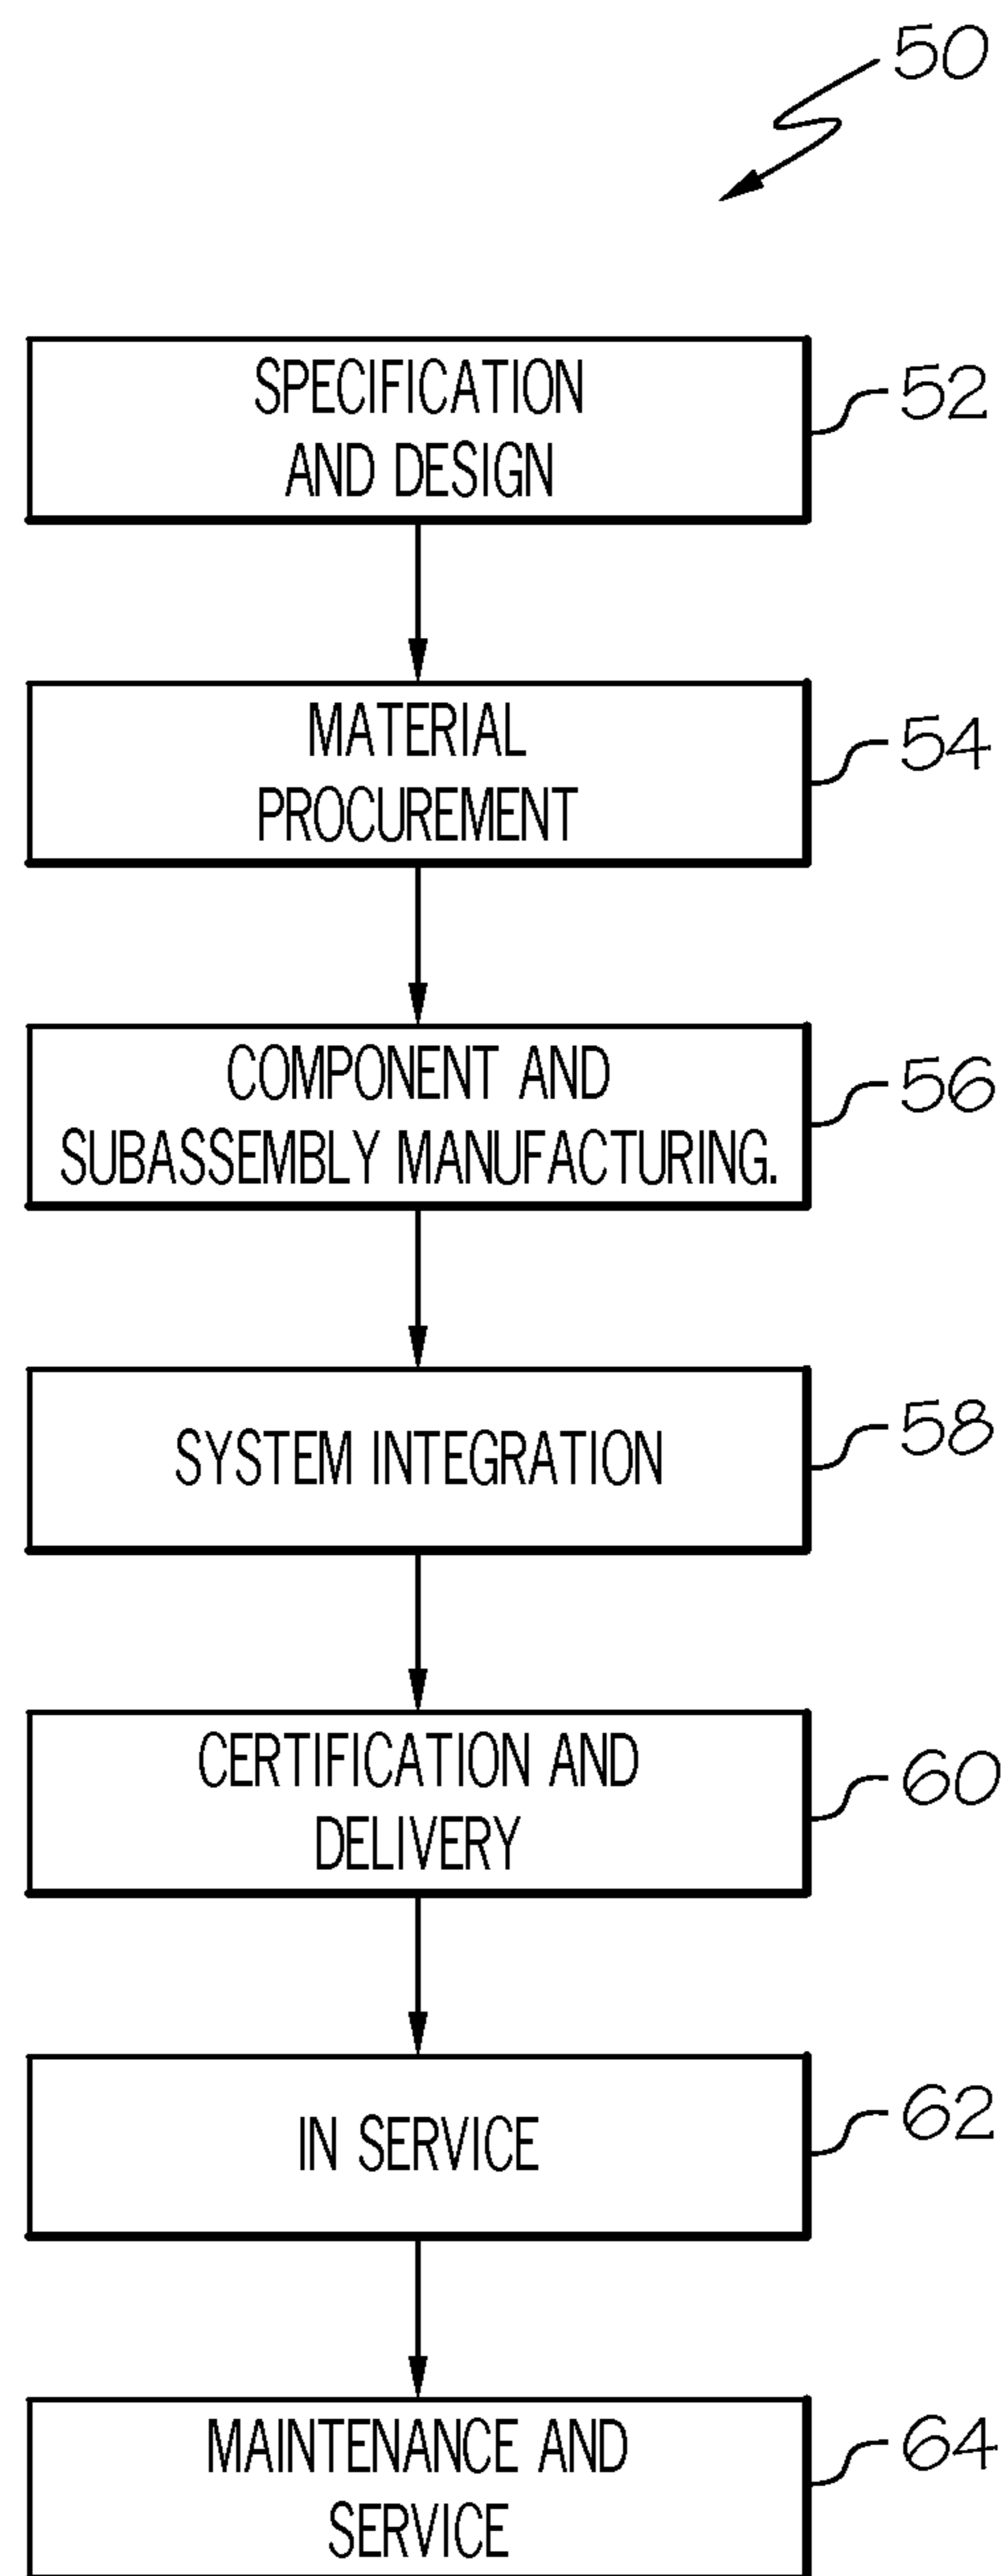 50
SPECIFICATION
AND DESIGN
52
MATERIAL
PROCUREMENT
54
COMPONENT AND
SUBASSEMBLY MANUFACTURING.
56
SYSTEM INTEGRATION
58
CERTIFICATION AND
DELIVERY
60
IN SERVICE
62
MAINTENANCE AND
SERVICE
64